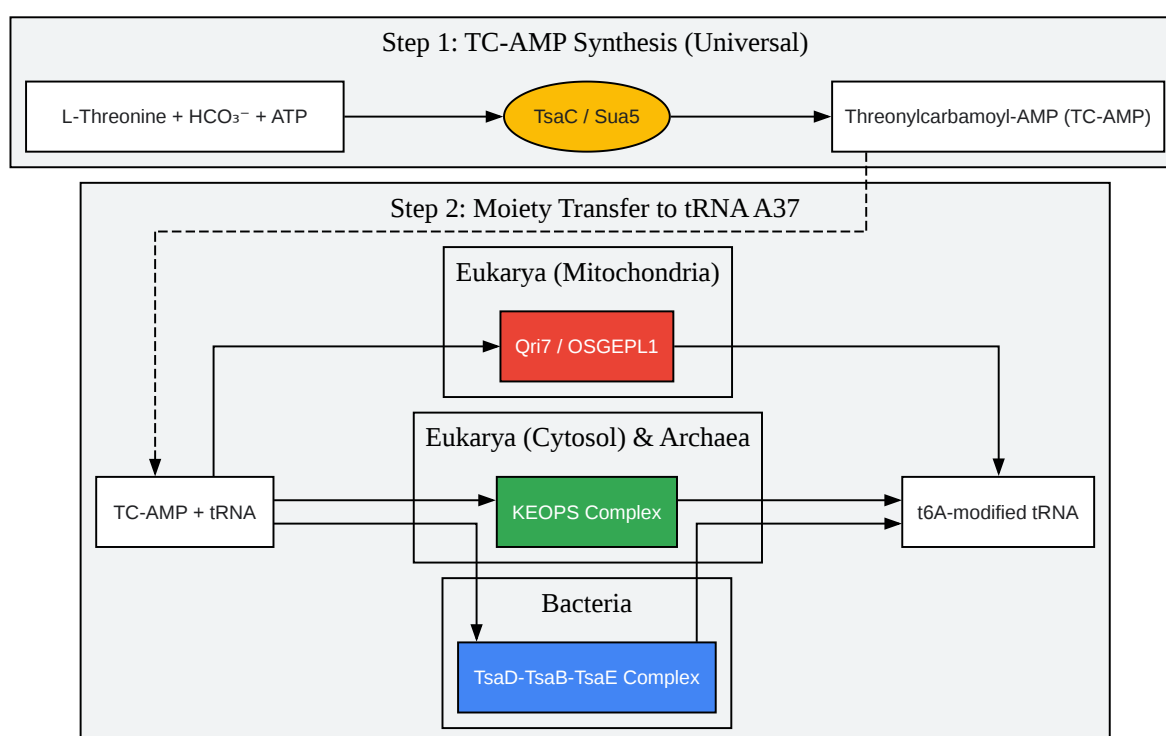 Step 1: TC-AMP Synthesis (Universal)
L-Threonine + HCO₃⁻ + ATP
TsaC / Sua5
Threonylcarbamoyl-AMP (TC-AMP)
Step 2: Moiety Transfer to tRNA A37
Eukarya (Mitochondria)
Qri7 / OSGEPL1
Eukarya (Cytosol) & Archaea
TC-AMP + tRNA
KEOPS Complex
t6A-modified tRNA
Bacteria
TsaD-TsaB-TsaE Complex